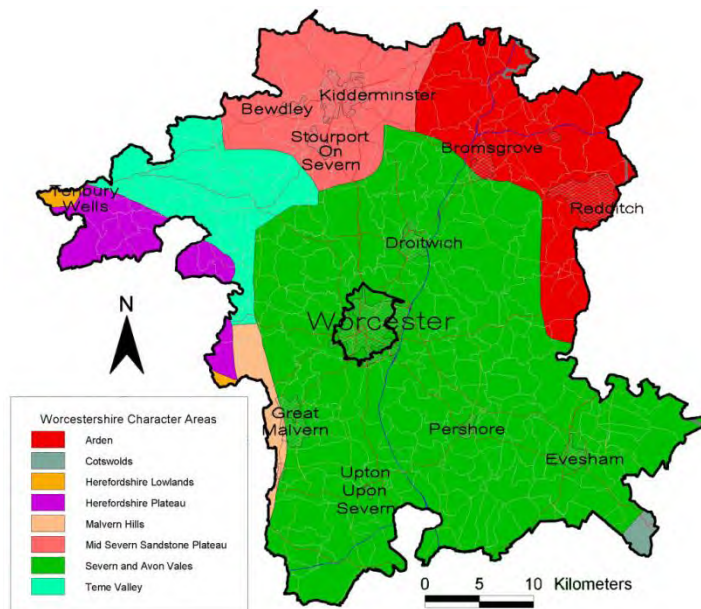 Kidderminster
Bewdley
Stourport
On
Severn
Bromsgrove
Tenbury
Wells
Redditch
Droitwich
N
Worcester
Great
Malvern
Pershore
Evesham
Upton
Upon
Severn
Worcestershire Character Areas
Arden
Cotswolds
Herefordshire Lowlands
Herefordshire Plateau
Malvern Hills
Mid Severn Sandstone Plateau
Severn and Avon Vales
Teme Valley
0 5 10 Kilometers